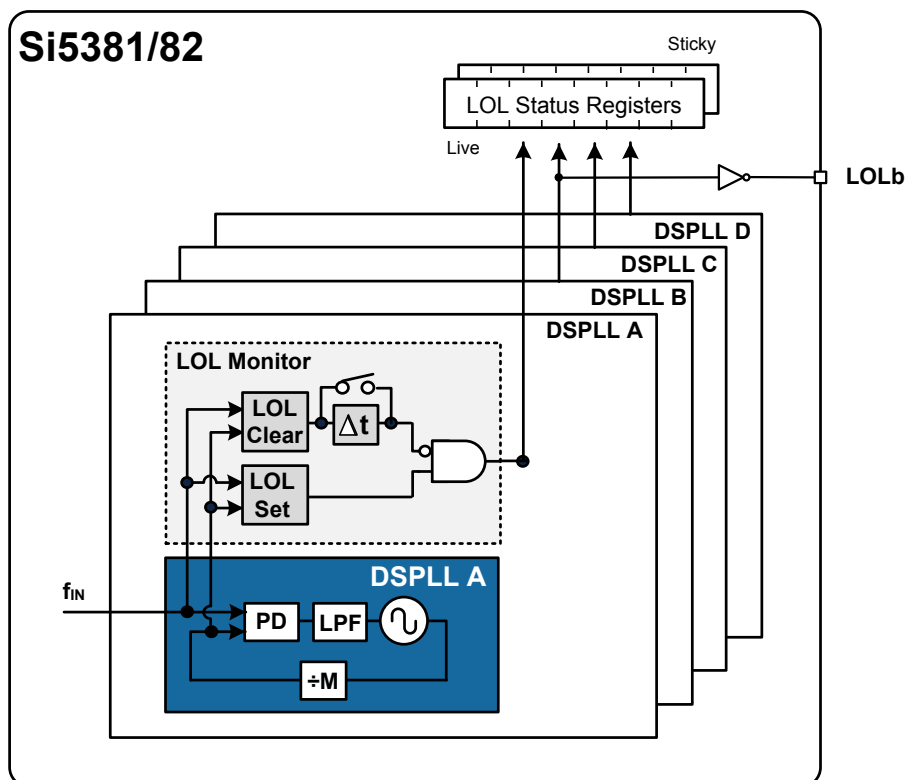 Si5381/82
Sticky
LOL Status Registers
Live
LOLb
DSPLL D
DSPLL C
DSPLL B
DSPLL A
LOL Monitor
LOL
Clear
Δt
LOL
Set
DSPLL A
fIN
PD
LPF
÷M